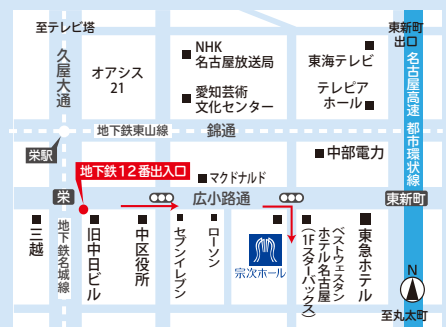 至テレビ塔
東新町
出口
久屋大通
オアシス
21
NHK
名古屋放送局
愛知芸術
文化センター
東海テレビ
テレピア
ホール
名古屋高速 都市環状線
地下鉄東山線
錦通
栄駅
中部電力
地下鉄12番出入口
マクドナルド
栄
広小路通
東新町
三越
地下鉄名城線
旧中日ビル
中区役所
セブンイレブン
ローソン
宗次ホール
ベストウェスタン
ホテル名古屋
(1Fスターバックス)
東急ホテル
N
至丸太町